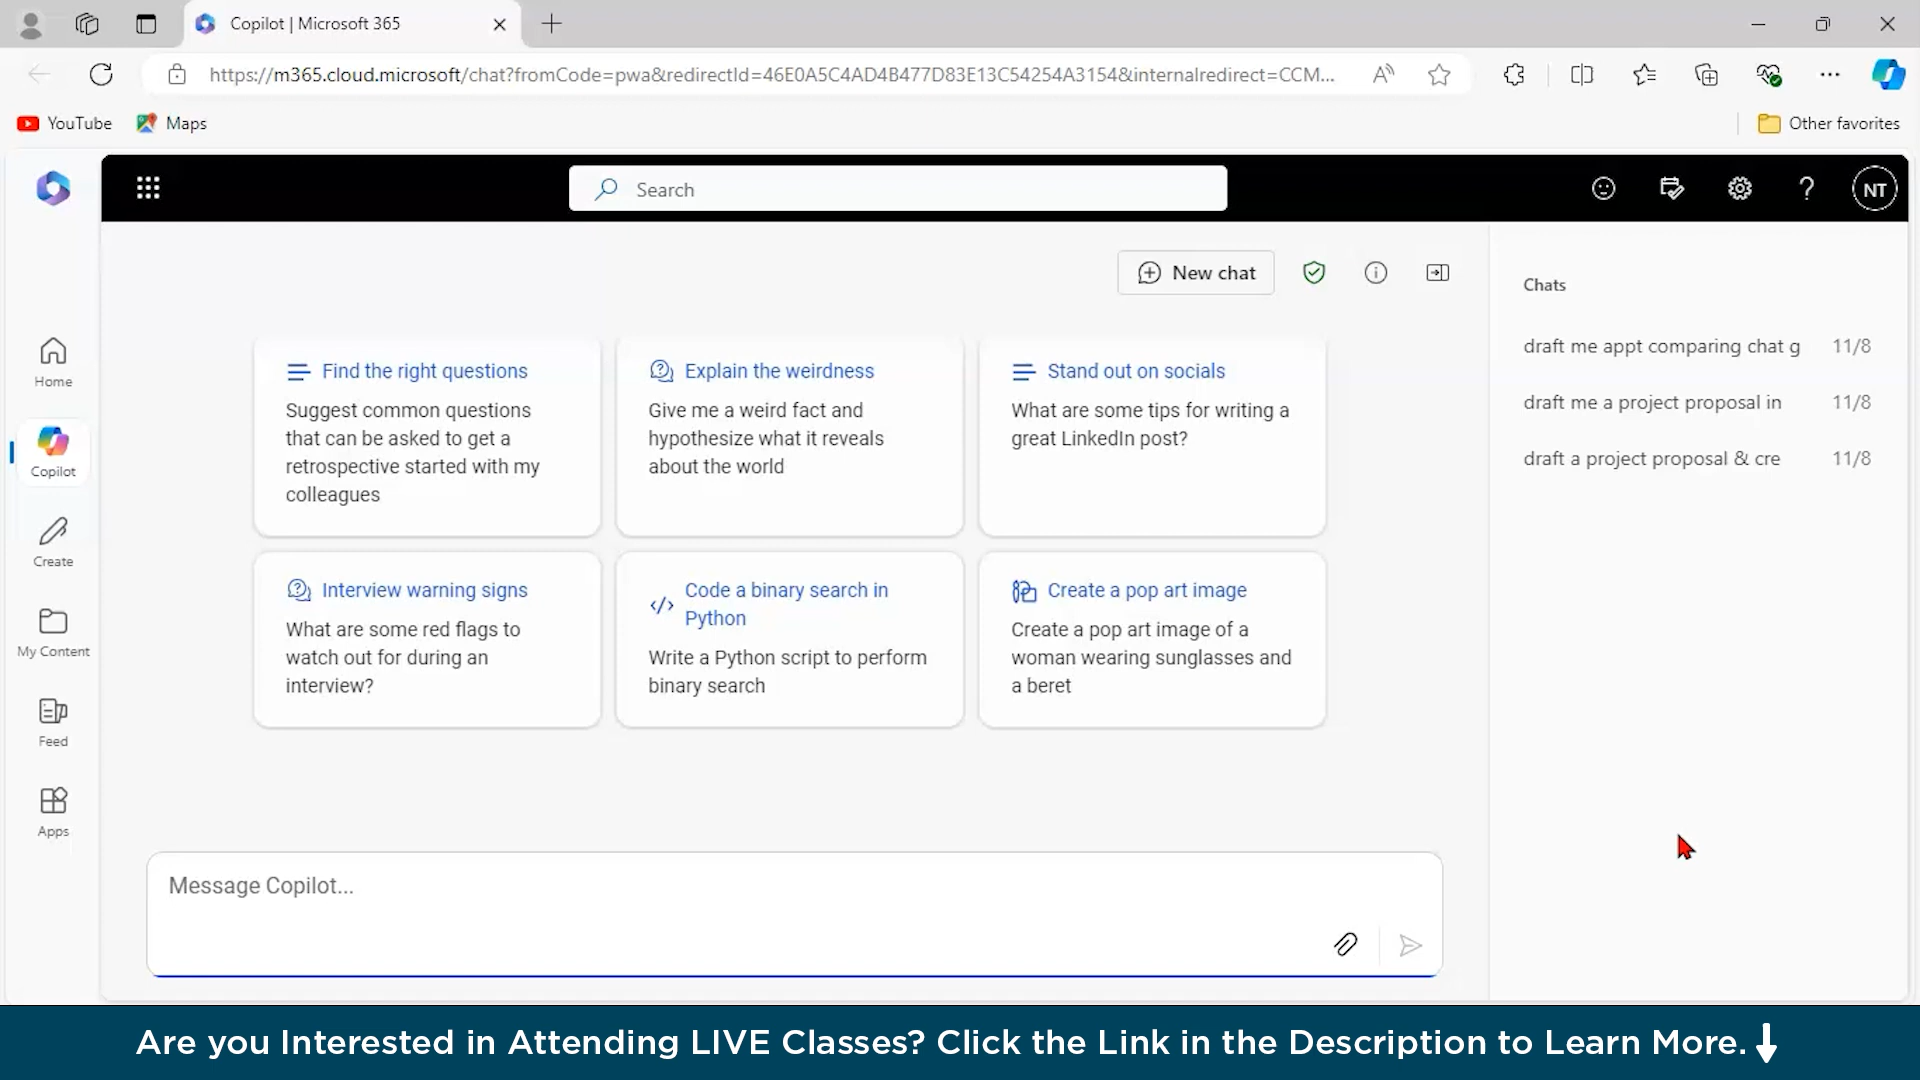 Copilot | Microsoft 365
https://m365.cloud.microsoft/chat?fromCode=pwa&redirectId=46E0A5C4AD4B477D83E13C54254A3154&internalredirect=CCM...
YouTube
Maps
Other favorites
Search
NT
New chat
Chats
draft me appt comparing chat g 11/8
draft me a project proposal in 11/8
draft a project proposal & cre 11/8
Home
Copilot
Create
My Content
Feed
Apps
Find the right questions
Suggest common questions
that can be asked to get a
retrospective started with my
colleagues
Explain the weirdness
Give me a weird fact and
hypothesize what it reveals
about the world
Stand out on socials
What are some tips for writing a
great LinkedIn post?
Interview warning signs
What are some red flags to
watch out for during an
interview?
Code a binary search in
Python
Write a Python script to perform
binary search
Create a pop art image
Create a pop art image of a
woman wearing sunglasses and
a beret
Message Copilot...
Are you Interested in Attending LIVE Classes? Click the Link in the Description to Learn More.